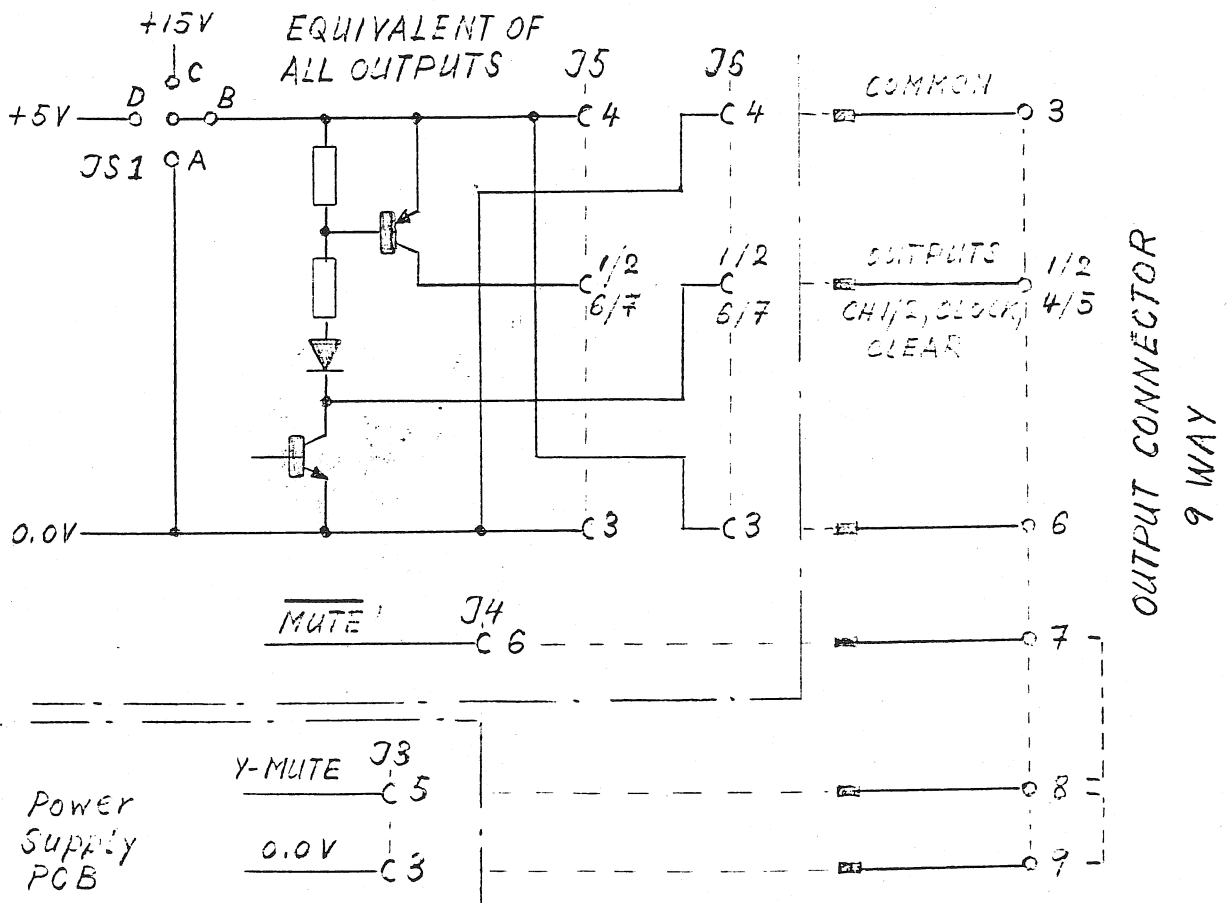 +15V
EQUIVALENT OF
ALL OUTPUTS
J5
J6
C
D
B
+5V
JS1
A
4
4
COMMON
3
1/2
6/7
1/2
6/7
OUTPUTS
CH1/2, CLOCK,
CLEAR
1/2
4/5
OUTPUT CONNECTOR
9 WAY
0.0V
3
3
6
MUTE
J4
6
7
Power
Supply
PCB
Y-MUTE
J3
5
8
0.0V
3
9